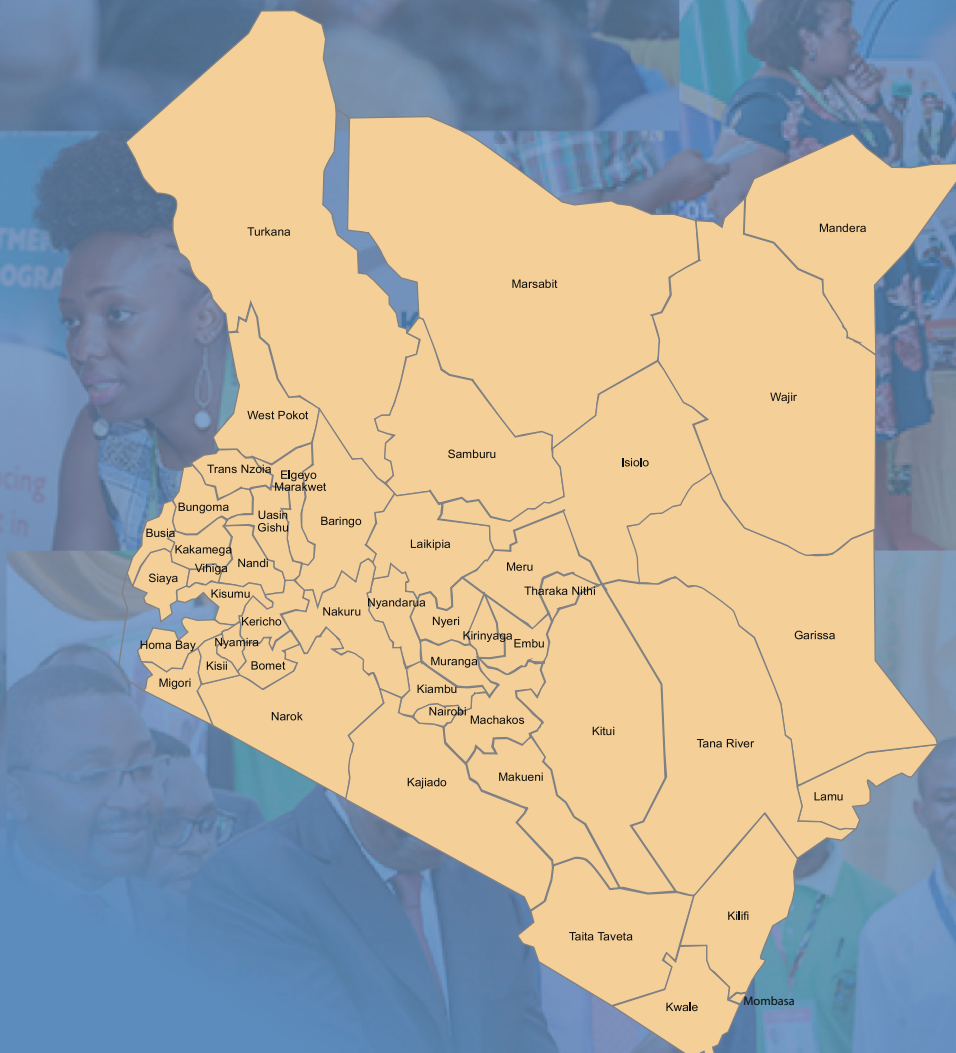 Turkana
Mandera
Marsabit
Wajir
West Pokot
Samburu
Isiolo
Trans Nzoia
Elgeyo
Marakwet
Bungoma
Uasin
Gishu
Baringo
Busia
Laikipia
Kakamega
Vihiga
Nandi
Meru
Siaya
Kisumu
Tharaka Nithi
Nyandarua
Nakuru
Nyeri
Kericho
Kirinyaga
Garissa
Homa Bay
Nyamira
Embu
Kisii
Bomet
Muranga
Migori
Kiambu
Nairobi
Narok
Machakos
Kitui
Tana River
Makueni
Kajiado
Lamu
Kilifi
Taita Taveta
Mombasa
Kwale